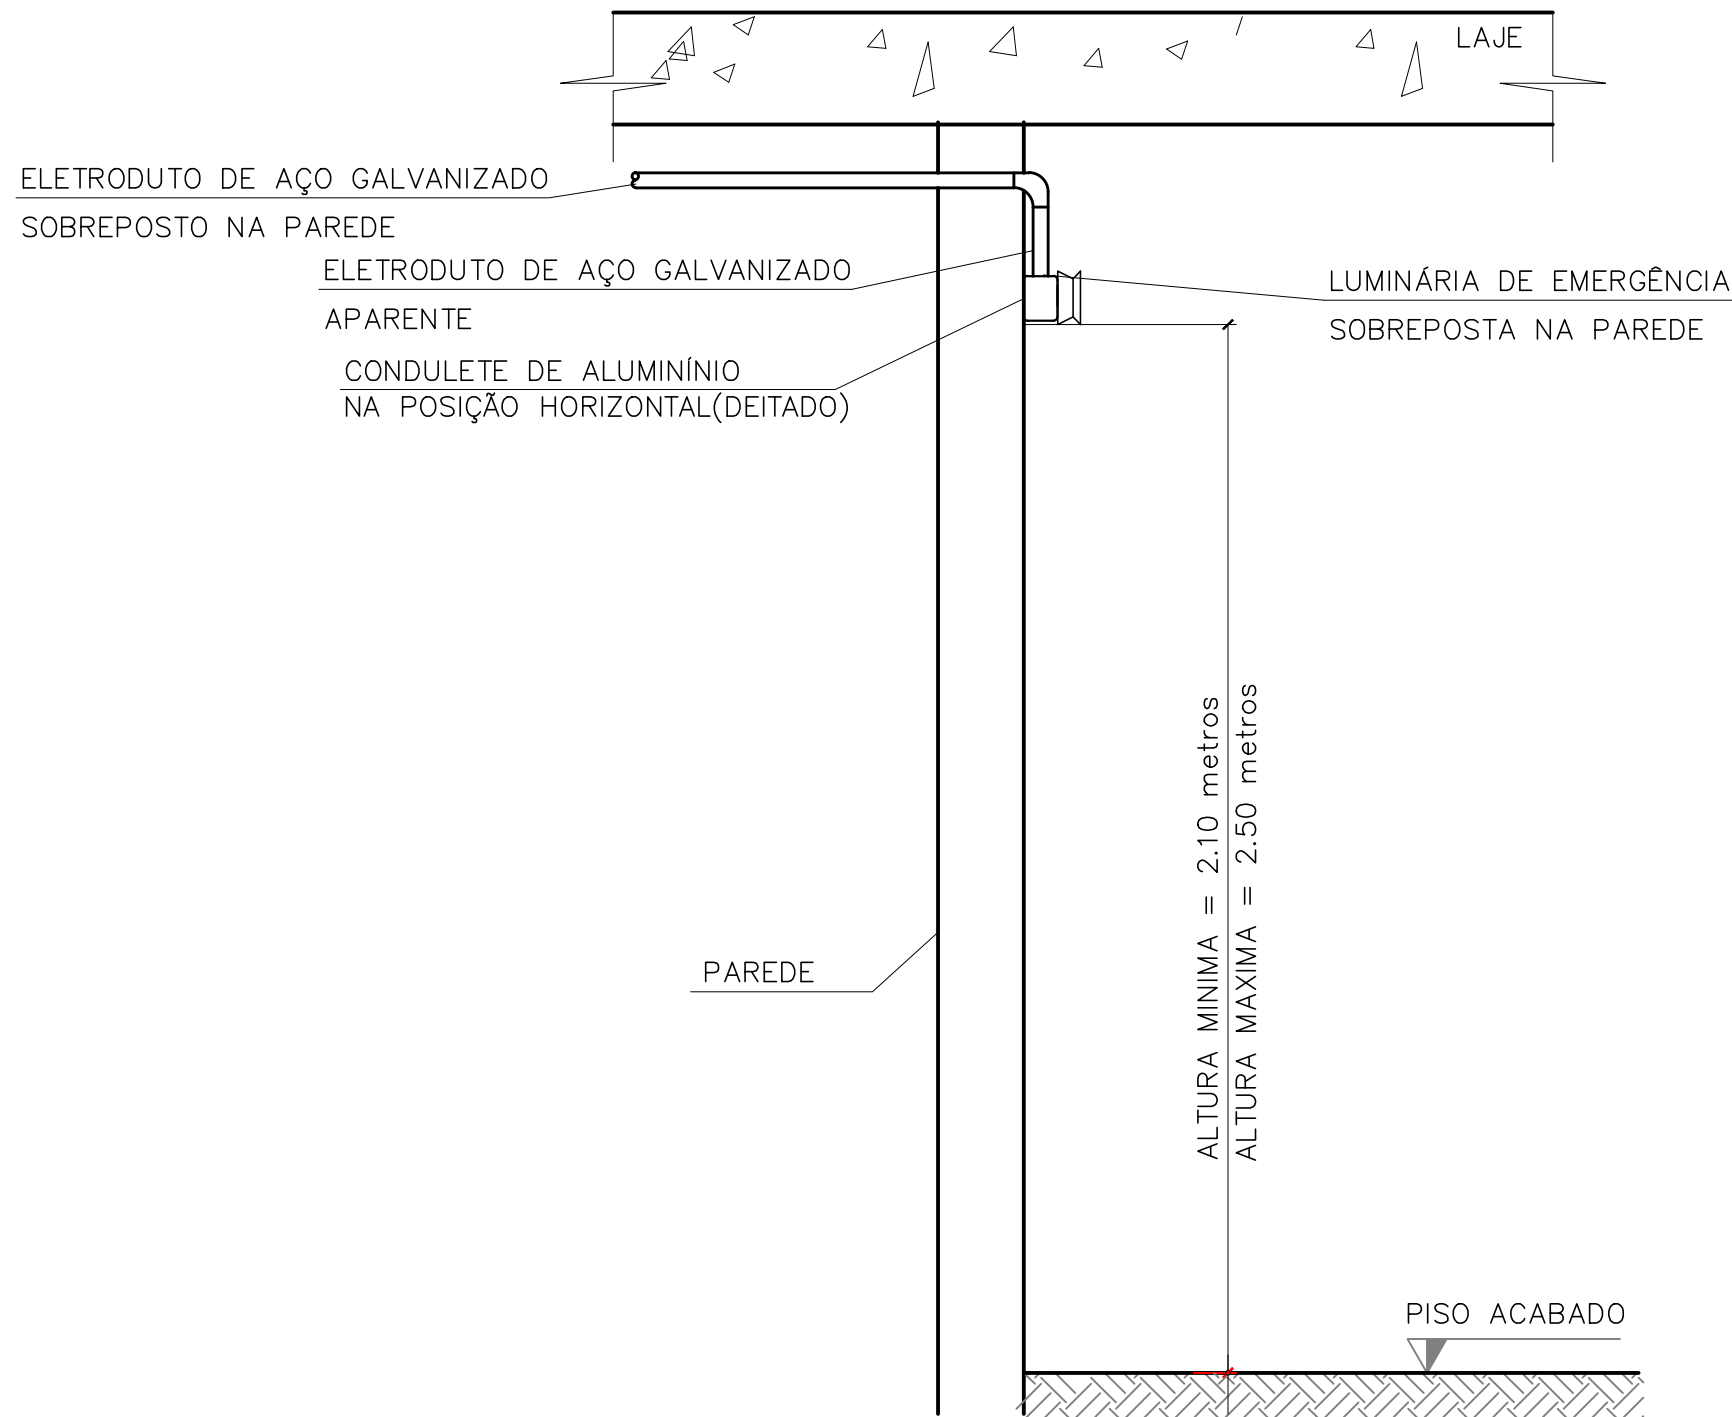 LAJE
ELETRODUTO DE AÇO GALVANIZADO
SOBREPOSTO NA PAREDE
ELETRODUTO DE AÇO GALVANIZADO
APARENTE
LUMINÁRIA DE EMERGÊNCIA
SOBREPOSTA NA PAREDE
CONDULETE DE ALUMINÍNIO
NA POSIÇÃO HORIZONTAL(DEITADO)
ALTURA MINIMA = 2.10 metros
ALTURA MAXIMA = 2.50 metros
PAREDE
PISO ACABADO